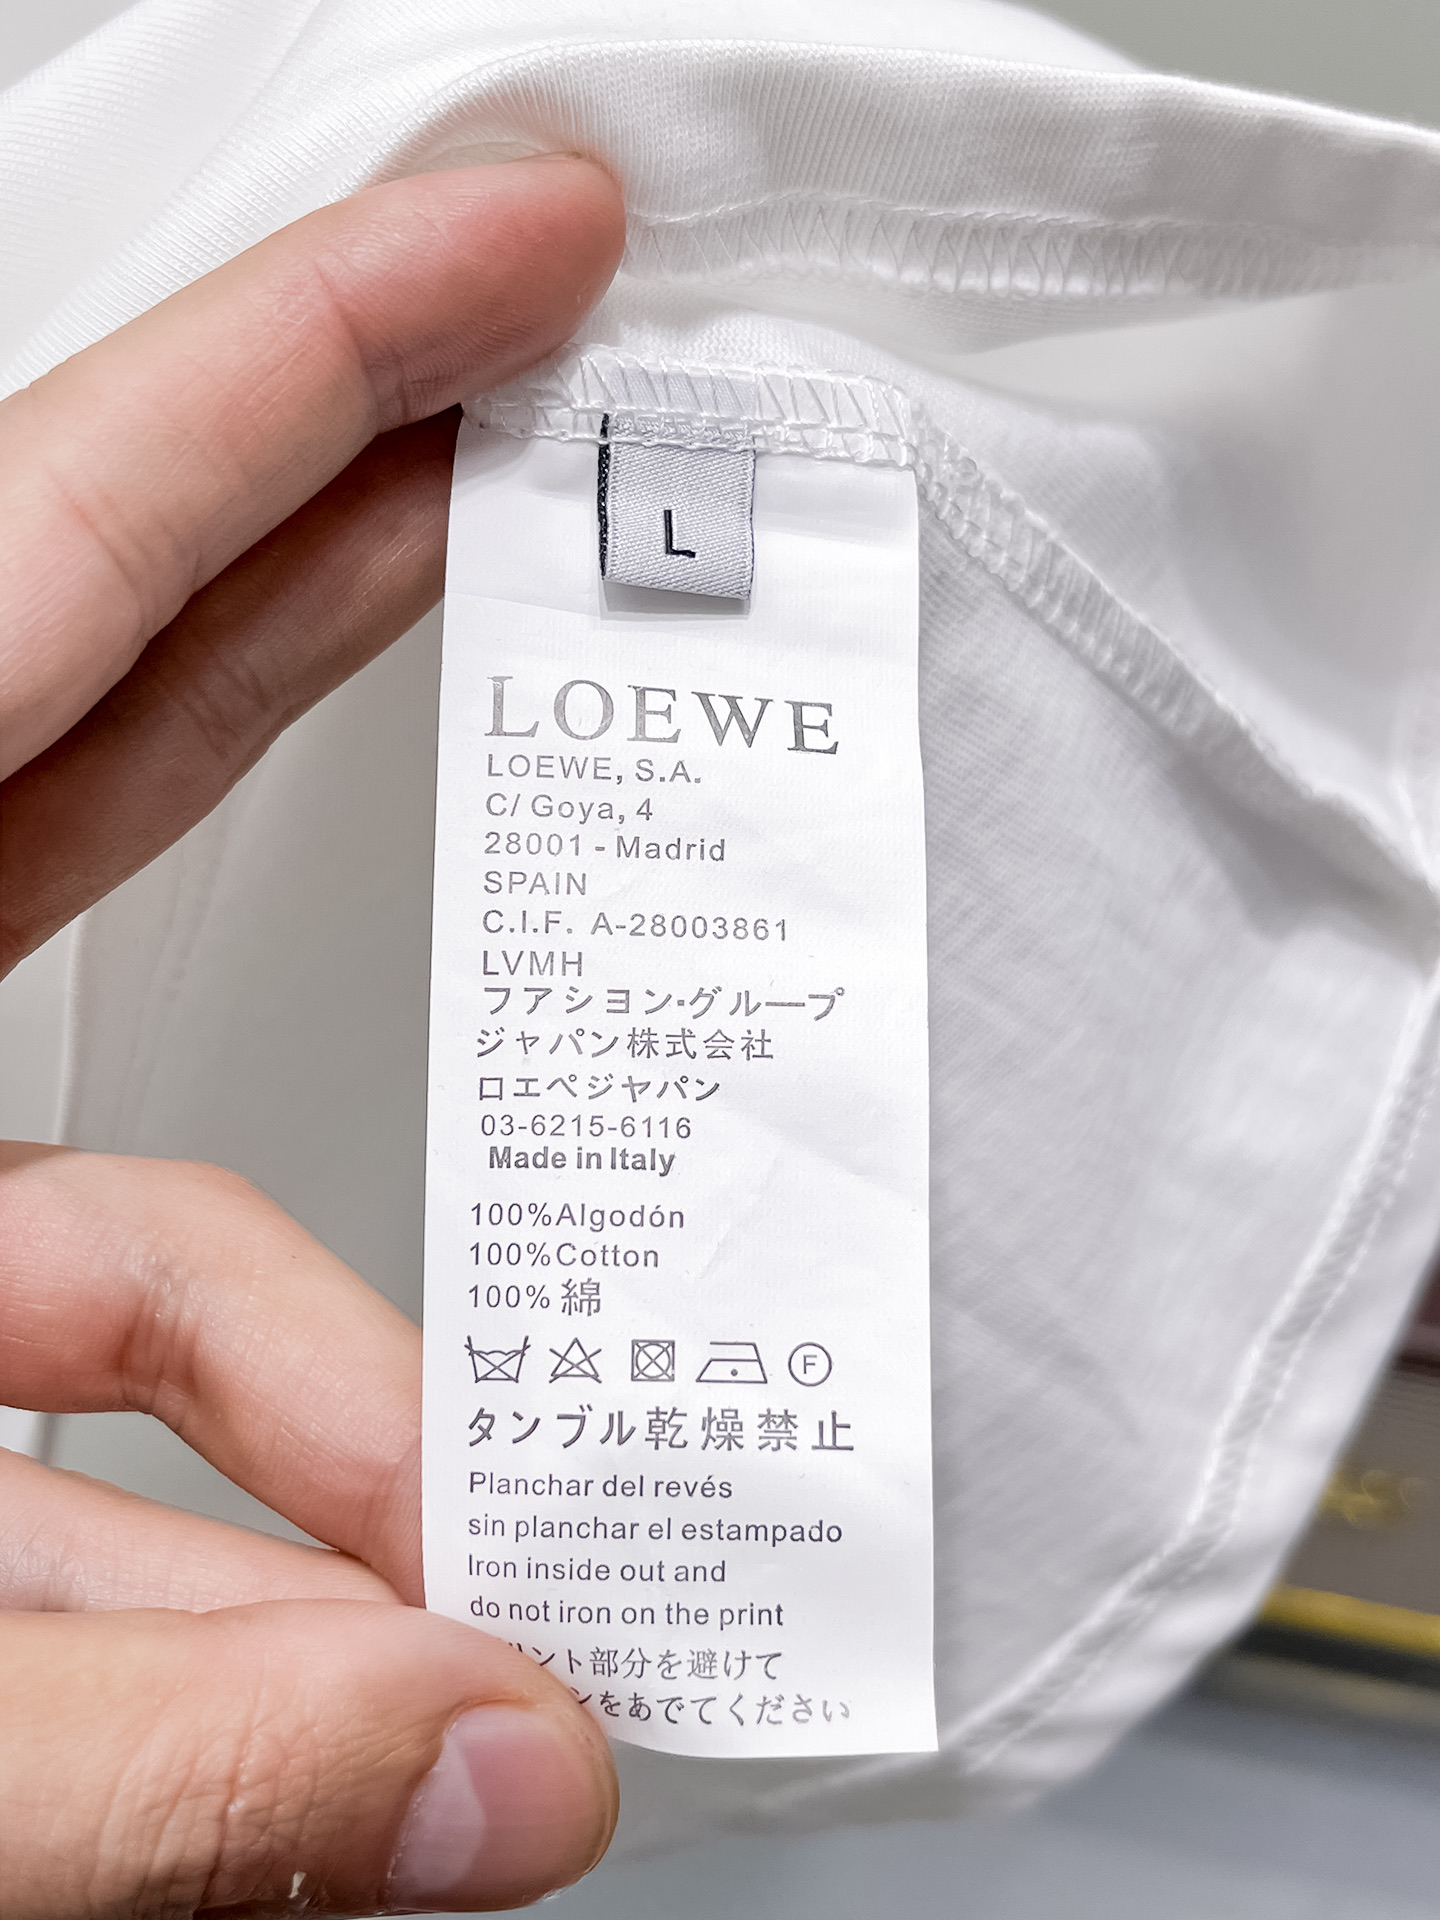 L
LOEWE
LOEWE, S.A.
C/ Goya, 4
28001 - Madrid
SPAIN
C.I.F. A-28003861
LVMH
フアシヨン·グループ
ジャパン株式会社
ロエペジヤパン
03-6215-6116
Made in Italy
100%Algodón
100%Cotton
100% 綿
F
タンブル乾燥禁止
Planchar del revés
sin planchar el estampado
Iron inside out and
do not iron on the print
ント部分を避けて
ンをあでてください